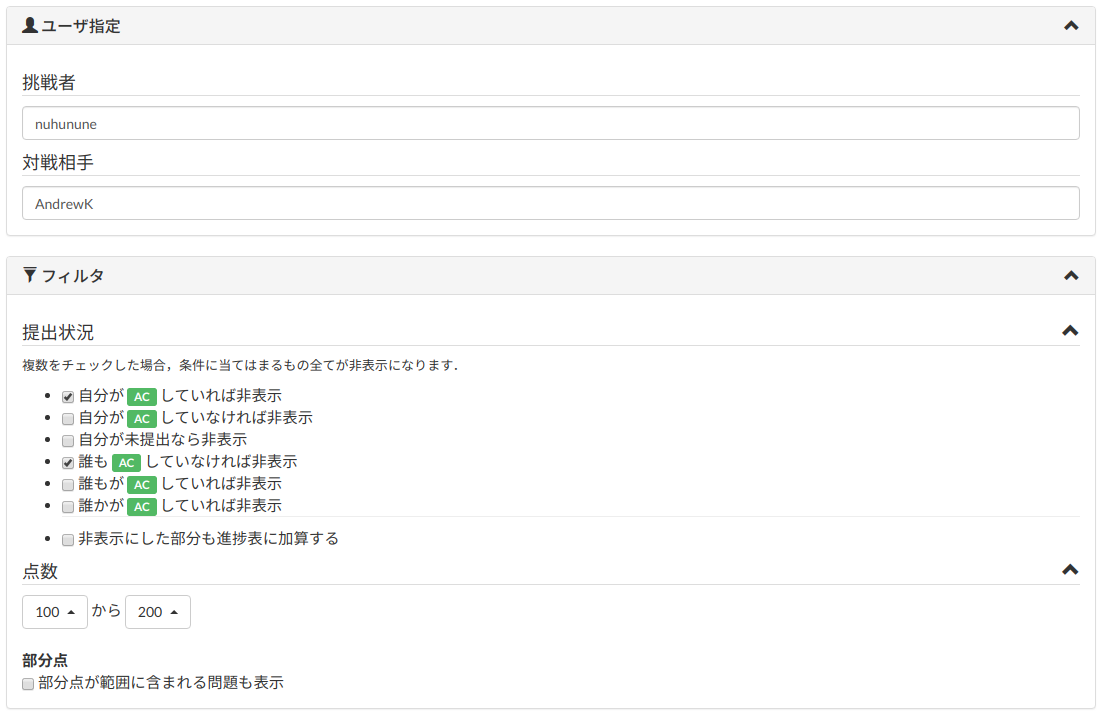 ユーザ指定
挑戦者
nuhunune
対戦相手
AndrewK
フィルタ
提出状況
複数をチェックした場合，条件に当てはまるもの全てが非表示になります．
自分が AC していれば非表示
自分が AC していなければ非表示
自分が未提出なら非表示
誰も AC していなければ非表示
誰もが AC していれば非表示
誰かが AC していれば非表示
非表示にした部分も進捗表に加算する
点数
100 から 200
部分点
部分点が範囲に含まれる問題も表示